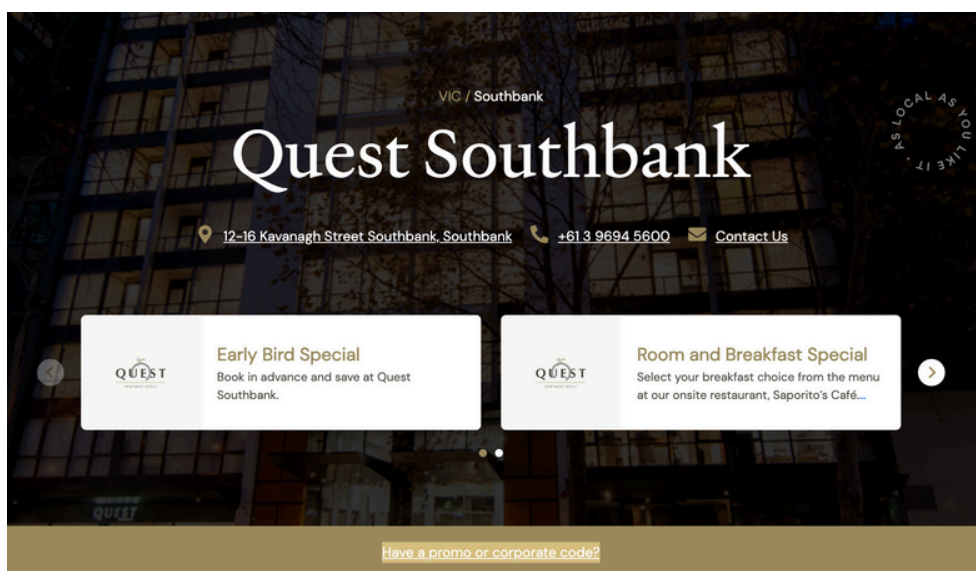 VIC / Southbank
AS LOCAL AS YOU LIKE IT ·
Quest Southbank
12-16 Kavanagh Street Southbank, Southbank
+61 3 9694 5600
Contact Us
QUEST
Early Bird Special
Book in advance and save at Quest
Southbank.
QUEST
Room and Breakfast Special
Select your breakfast choice from the menu
at our onsite restaurant, Saporito's Café...
QUEST
Have a promo or corporate code?